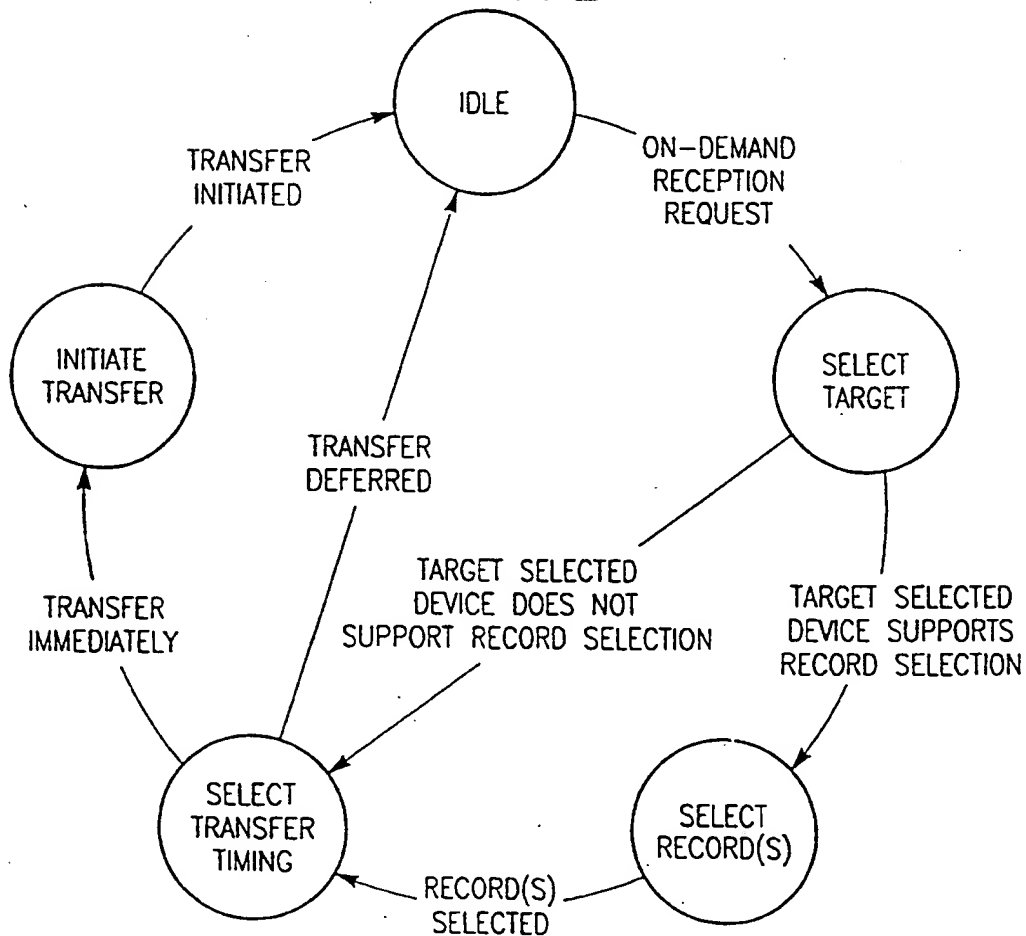 IDLE
TRANSFER
INITIATED
ON-DEMAND
RECEPTION
REQUEST
INITIATE
TRANSFER
SELECT
TARGET
TRANSFER
DEFERRED
TARGET SELECTED
DEVICE DOES NOT
SUPPORT RECORD SELECTION
TARGET SELECTED
DEVICE SUPPORTS
RECORD SELECTION
TRANSFER
IMMEDIATELY
SELECT
TRANSFER
TIMING
SELECT
RECORD(S)
RECORD(S)
SELECTED